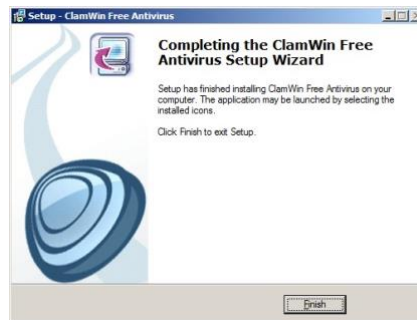 Setup - ClamWin Free Antivirus
Completing the ClamWin Free
Antivirus Setup Wizard
Setup has finished installing ClamWin Free Antivirus on your
computer. The application may be launched by selecting the
installed icons.
Click Finish to exit Setup.
Finish